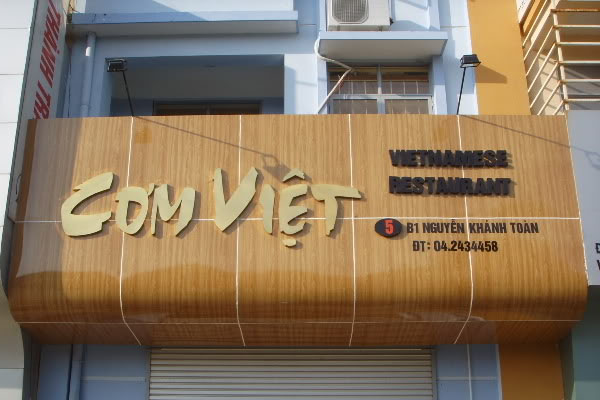 CƠM VIỆT
VIETNAMESE
RESTAURANT
5 B1 NGUYỄN KHÁNH TOÀN
ĐT: 04.2434458